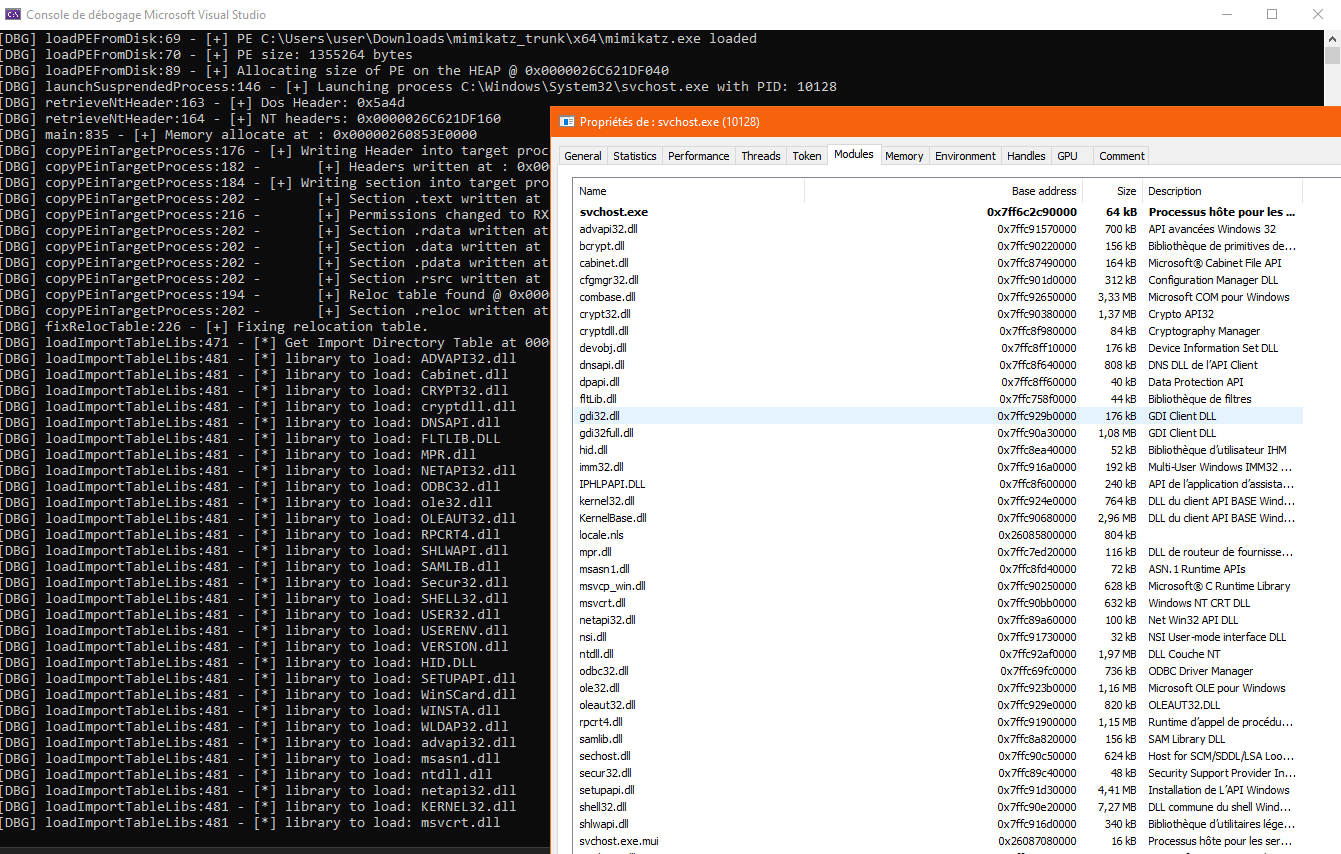 Console de débogage Microsoft Visual Studio
[DBG] loadPEFromDisk:69 - [+] PE C:\Users\user\Downloads\mimikatz_trunk\x64\mimikatz.exe loaded
[DBG] loadPEFromDisk:70 - [+] PE size: 1355264 bytes
[DBG] loadPEFromDisk:89 - [+] Allocating size of PE on the HEAP @ 0x0000026C621DF040
[DBG] launchSusprendedProcess:146 - [+] Launching process C:\Windows\System32\svchost.exe with PID: 10128
[DBG] retrieveNtHeader:163 - [+] Dos Header: 0x5a4d
[DBG] retrieveNtHeader:164 - [+] NT headers: 0x0000026C621DF160
[DBG] main:835 - [+] Memory allocate at : 0x00000260853E0000
[DBG] copyPEinTargetProcess:176 - [+] Writing Header into target proc
[DBG] copyPEinTargetProcess:182 - [+] Headers written at : 0x00
[DBG] copyPEinTargetProcess:184 - [+] Writing section into target pro
[DBG] copyPEinTargetProcess:202 - [+] Section .text written at
[DBG] copyPEinTargetProcess:216 - [+] Permissions changed to RX
[DBG] copyPEinTargetProcess:202 - [+] Section .rdata written at
[DBG] copyPEinTargetProcess:202 - [+] Section .data written at
[DBG] copyPEinTargetProcess:202 - [+] Section .pdata written at
[DBG] copyPEinTargetProcess:202 - [+] Section .rsrc written at
[DBG] copyPEinTargetProcess:194 - [+] Reloc table found @ 0x000
[DBG] copyPEinTargetProcess:202 - [+] Section .reloc written at
[DBG] fixRelocTable:226 - [+] Fixing relocation table.
[DBG] loadImportTableLibs:471 - [*] Get Import Directory Table at 000
[DBG] loadImportTableLibs:481 - [*] library to load: ADVAPI32.dll
[DBG] loadImportTableLibs:481 - [*] library to load: Cabinet.dll
[DBG] loadImportTableLibs:481 - [*] library to load: CRYPT32.dll
[DBG] loadImportTableLibs:481 - [*] library to load: cryptdll.dll
[DBG] loadImportTableLibs:481 - [*] library to load: DNSAPI.dll
[DBG] loadImportTableLibs:481 - [*] library to load: FLTLIB.DLL
[DBG] loadImportTableLibs:481 - [*] library to load: MPR.dll
[DBG] loadImportTableLibs:481 - [*] library to load: NETAPI32.dll
[DBG] loadImportTableLibs:481 - [*] library to load: ODBC32.dll
[DBG] loadImportTableLibs:481 - [*] library to load: ole32.dll
[DBG] loadImportTableLibs:481 - [*] library to load: OLEAUT32.dll
[DBG] loadImportTableLibs:481 - [*] library to load: RPCRT4.dll
[DBG] loadImportTableLibs:481 - [*] library to load: SHLWAPI.dll
[DBG] loadImportTableLibs:481 - [*] library to load: SAMLIB.dll
[DBG] loadImportTableLibs:481 - [*] library to load: Secur32.dll
[DBG] loadImportTableLibs:481 - [*] library to load: SHELL32.dll
[DBG] loadImportTableLibs:481 - [*] library to load: USER32.dll
[DBG] loadImportTableLibs:481 - [*] library to load: USERENV.dll
[DBG] loadImportTableLibs:481 - [*] library to load: VERSION.dll
[DBG] loadImportTableLibs:481 - [*] library to load: HID.DLL
[DBG] loadImportTableLibs:481 - [*] library to load: SETUPAPI.dll
[DBG] loadImportTableLibs:481 - [*] library to load: WinSCard.dll
[DBG] loadImportTableLibs:481 - [*] library to load: WINSTA.dll
[DBG] loadImportTableLibs:481 - [*] library to load: WLDAP32.dll
[DBG] loadImportTableLibs:481 - [*] library to load: advapi32.dll
[DBG] loadImportTableLibs:481 - [*] library to load: msasn1.dll
[DBG] loadImportTableLibs:481 - [*] library to load: ntdll.dll
[DBG] loadImportTableLibs:481 - [*] library to load: netapi32.dll
[DBG] loadImportTableLibs:481 - [*] library to load: KERNEL32.dll
[DBG] loadImportTableLibs:481 - [*] library to load: msvcrt.dll
Propriétés de : svchost.exe (10128)
General Statistics Performance Threads Token Modules Memory Environment Handles GPU Comment
Name Base address Size Description
svchost.exe 0x7ff6c2c90000 64 kB Processus hôte pour les ...
advapi32.dll 0x7ffc91570000 700 kB API avancées Windows 32
bcrypt.dll 0x7ffc90220000 156 kB Bibliothèque de primitives de...
cabinet.dll 0x7ffc87490000 164 kB Microsoft® Cabinet File API
cfgmgr32.dll 0x7ffc901d0000 312 kB Configuration Manager DLL
combase.dll 0x7ffc92650000 3,33 MB Microsoft COM pour Windows
crypt32.dll 0x7ffc90380000 1,37 MB Crypto API32
cryptdll.dll 0x7ffc8f980000 84 kB Cryptography Manager
devobj.dll 0x7ffc8ff10000 176 kB Device Information Set DLL
dnsapi.dll 0x7ffc8f640000 808 kB DNS DLL de l’API Client
dpapi.dll 0x7ffc8ff60000 40 kB Data Protection API
fltLib.dll 0x7ffc758f0000 44 kB Bibliothèque de filtres
gdi32.dll 0x7ffc929b0000 176 kB GDI Client DLL
gdi32full.dll 0x7ffc90a30000 1,08 MB GDI Client DLL
hid.dll 0x7ffc8ea40000 52 kB Bibliothèque d’utilisateur IHM
imm32.dll 0x7ffc916a0000 192 kB Multi-User Windows IMM32 ...
IPHLPAPI.DLL 0x7ffc8f600000 240 kB API de l’application d’assista...
kernel32.dll 0x7ffc924e0000 764 kB DLL du client API BASE Wind...
KernelBase.dll 0x7ffc90680000 2,96 MB DLL du client API BASE Wind...
locale.nls 0x26085800000 804 kB
mpr.dll 0x7ffc7ed20000 116 kB DLL de routeur de fournisse...
msasn1.dll 0x7ffc8fd40000 72 kB ASN.1 Runtime APIs
msvcp_win.dll 0x7ffc90250000 628 kB Microsoft® C Runtime Library
msvcrt.dll 0x7ffc90bb0000 632 kB Windows NT CRT DLL
netapi32.dll 0x7ffc89a60000 100 kB Net Win32 API DLL
nsi.dll 0x7ffc91730000 32 kB NSI User-mode interface DLL
ntdll.dll 0x7ffc92af0000 1,97 MB DLL Couche NT
odbc32.dll 0x7ffc69fc0000 736 kB ODBC Driver Manager
ole32.dll 0x7ffc923b0000 1,16 MB Microsoft OLE pour Windows
oleaut32.dll 0x7ffc929e0000 820 kB OLEAUT32.DLL
rpcrt4.dll 0x7ffc91900000 1,15 MB Runtime d’appel de procédu...
samlib.dll 0x7ffc8a820000 156 kB SAM Library DLL
sechost.dll 0x7ffc90c50000 624 kB Host for SCM/SDDL/LSA Loo...
secur32.dll 0x7ffc89c40000 48 kB Security Support Provider In...
setupapi.dll 0x7ffc91d30000 4,41 MB Installation de L’API Windows
shell32.dll 0x7ffc90e20000 7,27 MB DLL commune du shell Wind...
shlwapi.dll 0x7ffc916d0000 340 kB Bibliothèque d’utilitaires lége...
svchost.exe.mui 0x26087080000 16 kB Processus hôte pour les ser...